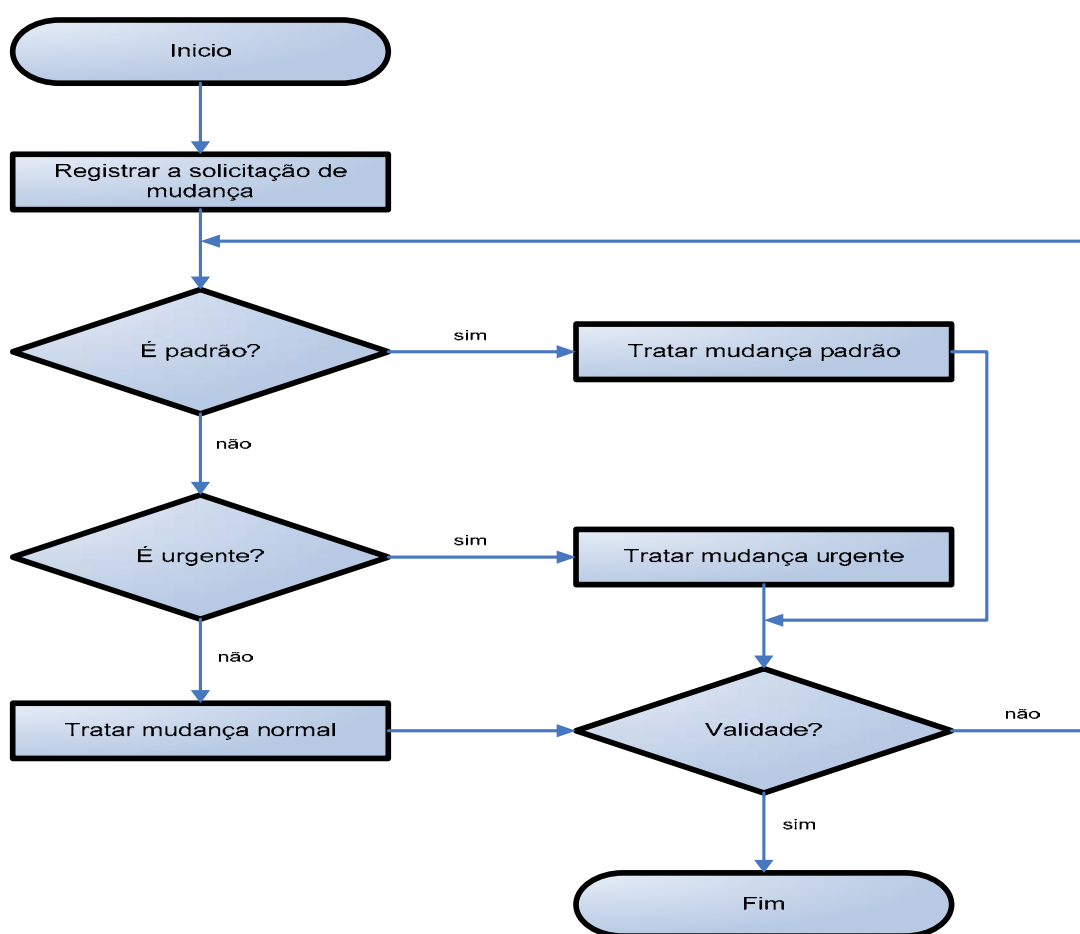 Inicio
Registrar a solicitação de
mudança
É padrão?
sim
Tratar mudança padrão
não
É urgente?
sim
Tratar mudança urgente
não
Tratar mudança normal
Validade?
não
sim
Fim